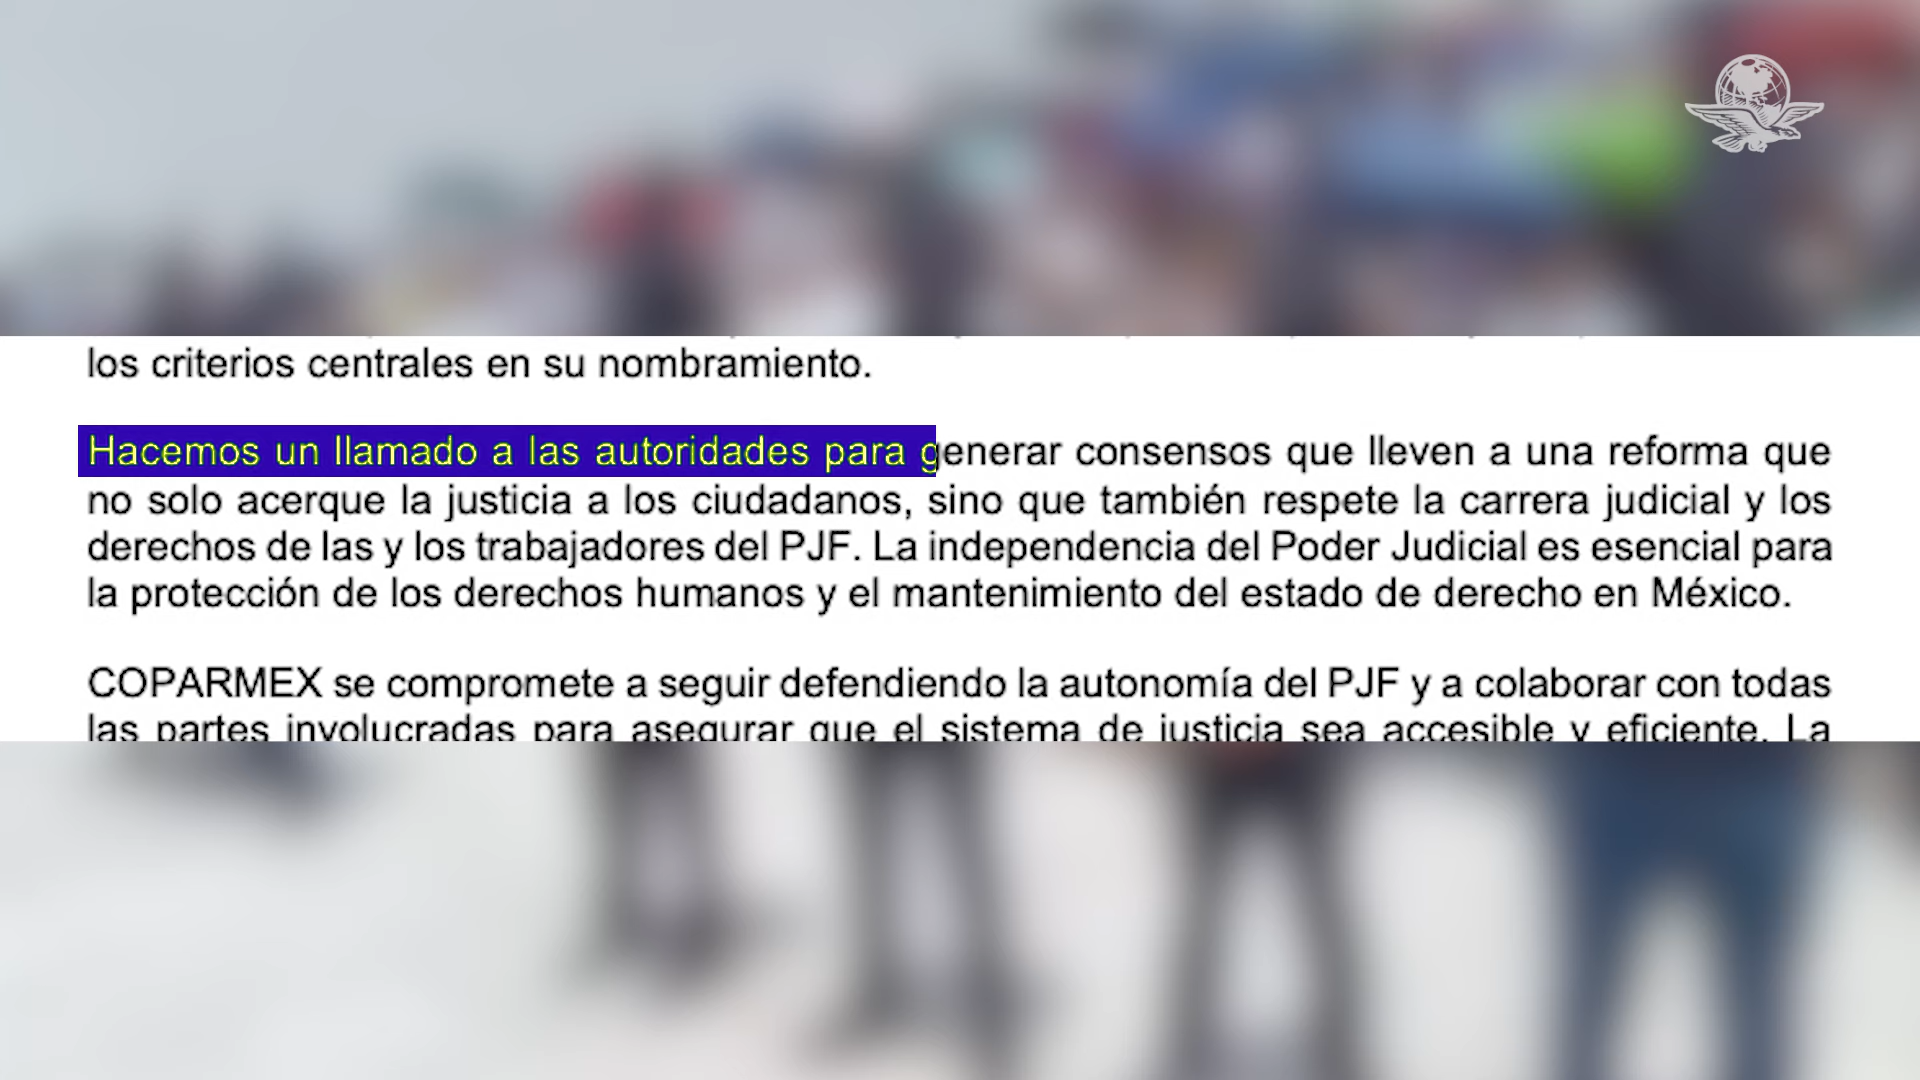 los criterios centrales en su nombramiento.
Hacemos un llamado a las autoridades para generar consensos que lleven a una reforma que
no solo acerque la justicia a los ciudadanos, sino que también respete la carrera judicial y los
derechos de las y los trabajadores del PJF. La independencia del Poder Judicial es esencial para
la protección de los derechos humanos y el mantenimiento del estado de derecho en México.
COPARMEX se compromete a seguir defendiendo la autonomía del PJF y a colaborar con todas
las partes involucradas para asegurar que el sistema de justicia sea accesible y eficiente. La